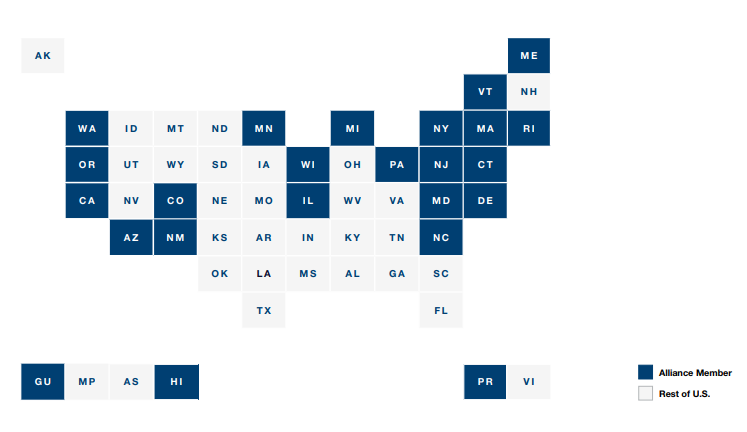 AK ME
VT NH
WA ID MT ND MN MI NY MA RI
OR UT WY SD IA WI OH PA NJ CT
CA NV CO NE MO IL WV VA MD DE
AZ NM KS AR IN KY TN NC
OK LA MS AL GA SC
TX FL
GU MP AS HI PR VI
Alliance Member
Rest of U.S.